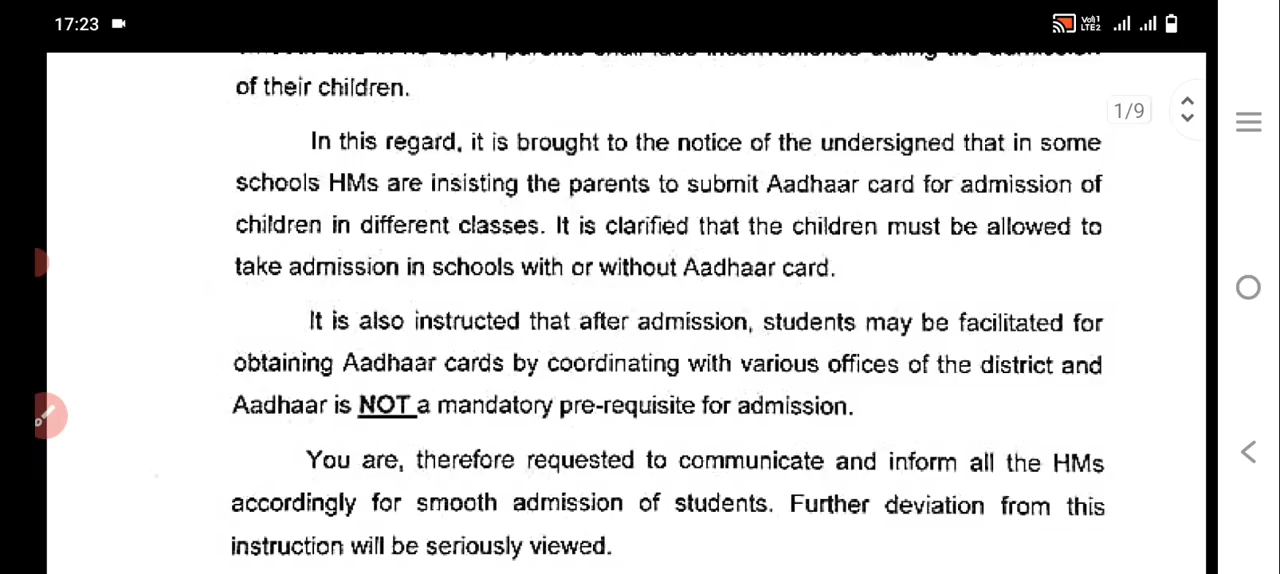 17:23
Vo))1
LTE2
of their children.
1/9
In this regard, it is brought to the notice of the undersigned that in some
schools HMs are insisting the parents to submit Aadhaar card for admission of
children in different classes. It is clarified that the children must be allowed to
take admission in schools with or without Aadhaar card.
It is also instructed that after admission, students may be facilitated for
obtaining Aadhaar cards by coordinating with various offices of the district and
Aadhaar is NOT a mandatory pre-requisite for admission.
You are, therefore requested to communicate and inform all the HMs
accordingly for smooth admission of students. Further deviation from this
instruction will be seriously viewed.